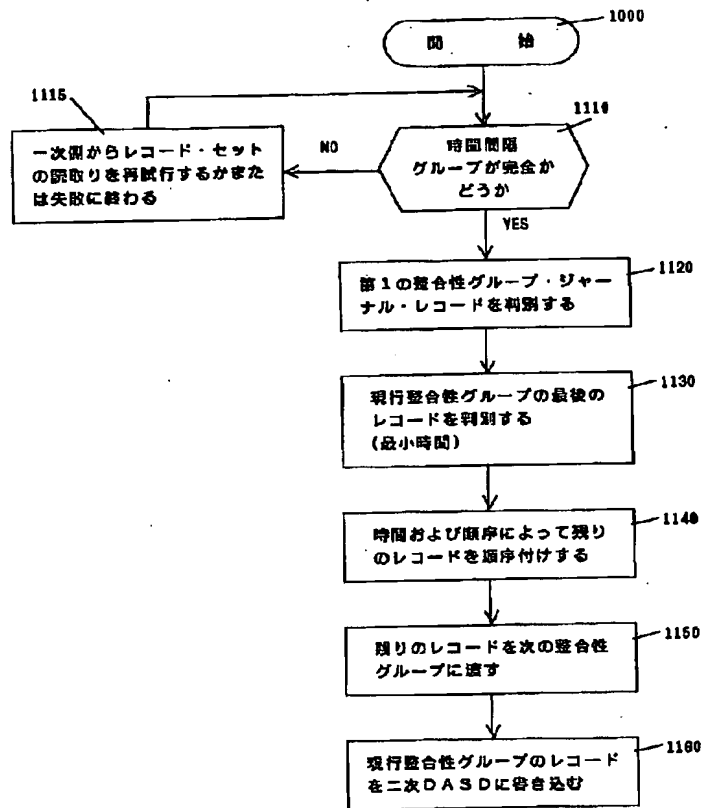 1000
開 始
1115
1110
一次側からレコード・セット
の読取りを再試行するかまた
は失敗に終わる
NO
時間間隔
グループが完全か
どうか
YES
1120
第1の整合性グループ・ジャー
ナル・レコードを判別する
1130
現行整合性グループの最後の
レコードを判別する
(最小時間)
1140
時間および順序によって残り
のレコードを順序付けする
1150
残りのレコードを次の整合性
グループに渡す
1160
現行整合性グループのレコード
を二次DASDに書き込む